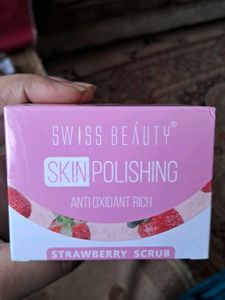 SWISS BEAUTY®
SKIN POLISHING
ANTI OXIDANT RICH
STRAWBERRY SCRUB